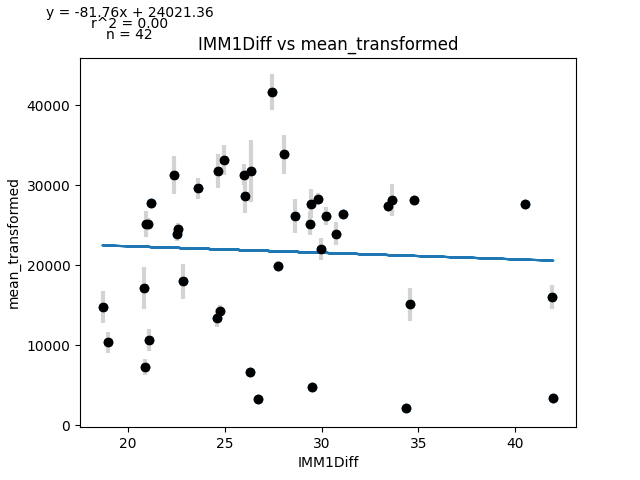 y = -81.76x + 24021.36
r^2 = 0.00
n = 42
IMM1Diff vs mean_transformed
mean_transformed
40000
30000
20000
10000
0
20 25 30 35 40
IMM1Diff